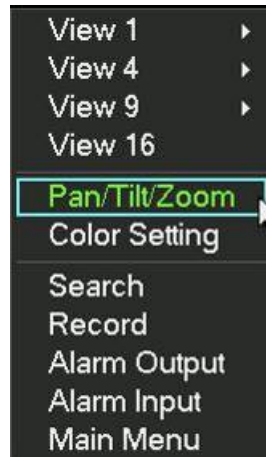 View 1
View 4
View 9
View 16
Pan/Tilt/Zoom
Color Setting
Search
Record
Alarm Output
Alarm Input
Main Menu